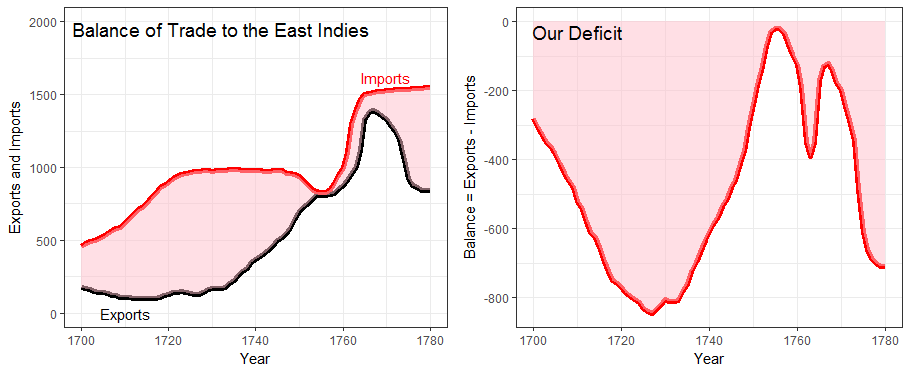 Balance of Trade to the East Indies
Exports and Imports
2000
1500
1000
500
0
Imports
Exports
1700
1720
1740
1760
1780
Year
Our Deficit
Balance = Exports - Imports
0
-200
-400
-600
-800
1700
1720
1740
1760
1780
Year